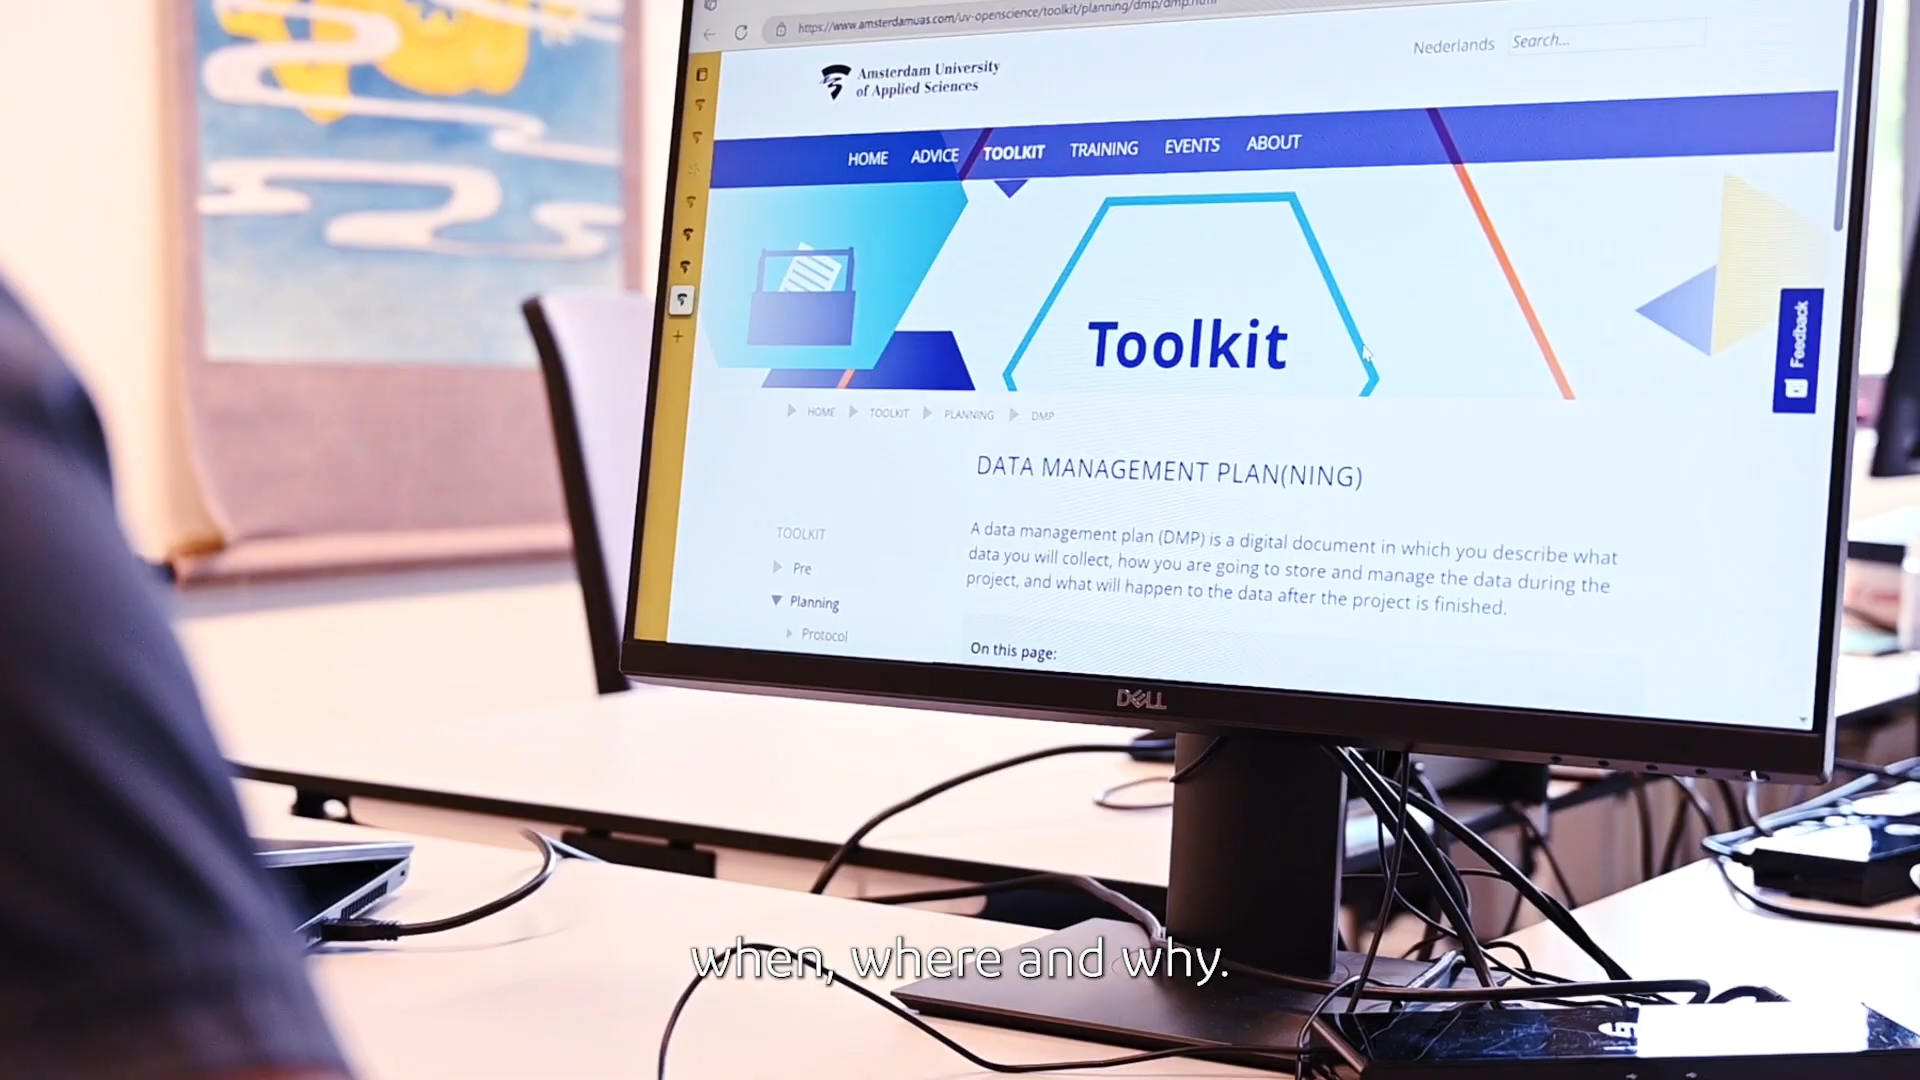 https://www.amsterdamuas.com/uv-openscience/toolkit/planning/dmp/dmp.html
Nederlands
Search...
Amsterdam University
of Applied Sciences
HOME
ADVICE
TOOLKIT
TRAINING
EVENTS
ABOUT
Toolkit
Feedback
HOME
TOOLKIT
PLANNING
DMP
DATA MANAGEMENT PLAN(NING)
A data management plan (DMP) is a digital document in which you describe what
data you will collect, how you are going to store and manage the data during the
project, and what will happen to the data after the project is finished.
On this page:
TOOLKIT
Pre
Planning
Protocol
DELL
when, where and why.